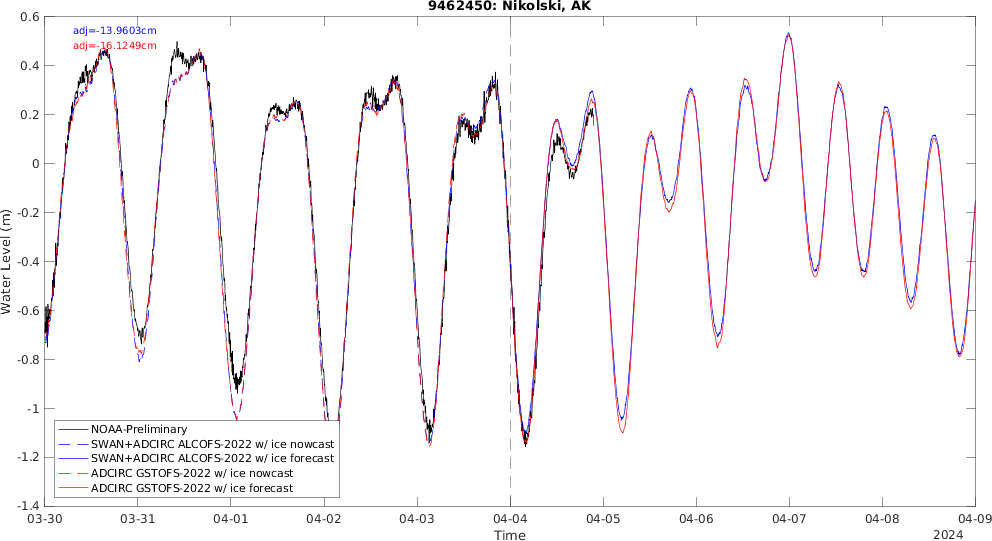 9462450: Nikolski, AK
adj=-13.9603cm
adj=-16.1249cm
0.6
0.4
0.2
0
-0.2
-0.4
-0.6
-0.8
-1
-1.2
-1.4
Water Level (m)
NOAA-Preliminary
SWAN+ADCIRC ALCOFS-2022 w/ ice nowcast
SWAN+ADCIRC ALCOFS-2022 w/ ice forecast
ADCIRC GSTOFS-2022 w/ ice nowcast
ADCIRC GSTOFS-2022 w/ ice forecast
03-30 03-31 04-01 04-02 04-03 04-04 04-05 04-06 04-07 04-08 04-09
Time
2024